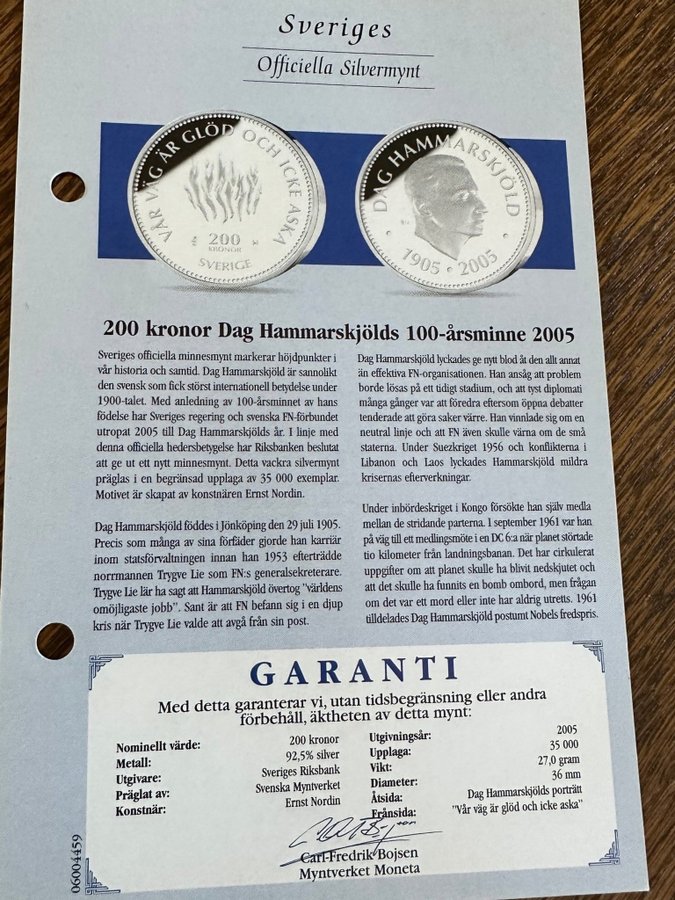 Sveriges
Officiella Silvermynt
VÅR VÄG ÄR GLÖD OCH ICKE ASKA
200
KRONOR
SVERIGE
DAG HAMMARSKJÖLD
1905 · 2005
200 kronor Dag Hammarskjölds 100-årsminne 2005
Sveriges officiella minnesmynt markerar höjdpunkter i
vår historia och samtid. Dag Hammarskjöld är sannolikt
den svensk som fick störst internationell betydelse under
1900-talet. Med anledning av 100-årsminnet av hans
födelse har Sveriges regering och svenska FN-förbundet
utropat 2005 till Dag Hammarskjölds år. I linje med
denna officiella hedersbetygelse har Riksbanken beslutat
att ge ut ett nytt minnesmynt. Detta vackra silvermynt
präglas i en begränsad upplaga av 35 000 exemplar.
Motivet är skapat av konstnären Ernst Nordin.
Dag Hammarskjöld föddes i Jönköping den 29 juli 1905.
Precis som många av sina förfäder gjorde han karriär
inom statsförvaltningen innan han 1953 efterträdde
norrmannen Trygve Lie som FN:s generalsekreterare.
Trygve Lie lär ha sagt att Hammarskjöld övertog "världens
omöjligaste jobb". Sant är att FN befann sig i en djup
kris när Trygve Lie valde att avgå från sin post.
Dag Hammarskjöld lyckades ge nytt blod åt den allt annat
än effektiva FN-organisationen. Han ansåg att problem
borde lösas på ett tidigt stadium, och att tyst diplomati
många gånger var att föredra eftersom öppna debatter
tenderade att göra saker värre. Han vinnlade sig om en
neutral linje och att FN även skulle värna om de små
staterna. Under Suezkriget 1956 och konflikterna i
Libanon och Laos lyckades Hammarskjöld mildra
krisernas efterverkningar.
Under inbördeskriget i Kongo försökte han själv medla
mellan de stridande parterna. I september 1961 var han
på väg till ett medlingsmöte i en DC 6:a när planet störtade
tio kilometer från landningsbanan. Det har cirkulerat
uppgifter om att planet skulle ha blivit nedskjutet och
att det skulle ha funnits en bomb ombord, men frågan
om det var ett mord eller inte har aldrig utretts. 1961
tilldelades Dag Hammarskjöld postumt Nobels fredspris.
GARANTI
Med detta garanterar vi, utan tidsbegränsning eller andra
förbehåll, äktheten av detta mynt:
Nominellt värde: 200 kronor
Metall: 92,5% silver
Utgivare: Sveriges Riksbank
Präglat av: Svenska Myntverket
Konstnär: Ernst Nordin
Utgivningsår: 2005
Upplaga: 35 000
Vikt: 27,0 gram
Diameter: 36 mm
Åtsida: Dag Hammarskjölds porträtt
Frånsida: "Vår väg är glöd och icke aska"
Carl-Fredrik Bojsen
Myntverket Moneta
06004459